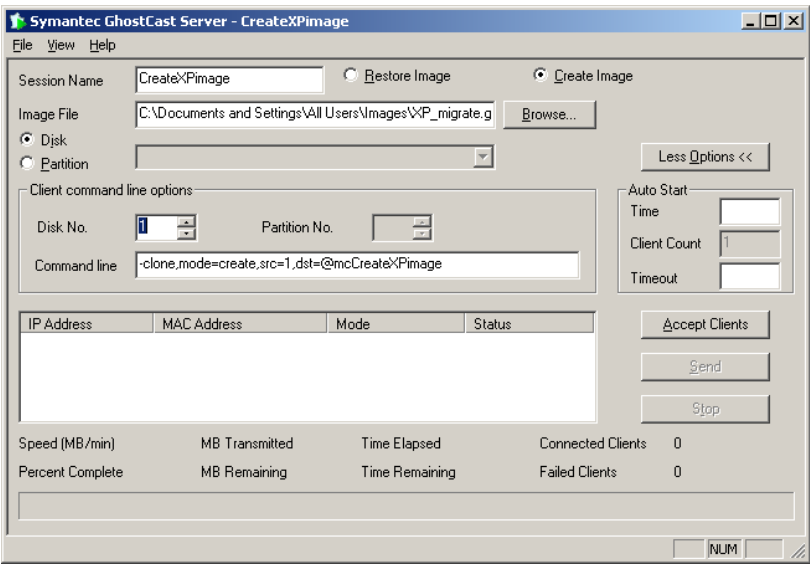 Symantec GhostCast Server - CreateXPimage
File View Help
Session Name CreateXPimage Restore Image Create Image
Image File C:\Documents and Settings\All Users\Images\XP_migrate.g Browse...
Disk
Partition Less Options <<
Client command line options Auto Start
Time
Disk No. 1 Partition No.
Client Count 1
Command line -clone,mode=create,src=1,dst=@mcCreateXPimage
Timeout
IP Address MAC Address Mode Status
Accept Clients
Send
Stop
Speed (MB/min) MB Transmitted Time Elapsed Connected Clients 0
Percent Complete MB Remaining Time Remaining Failed Clients 0
NUM